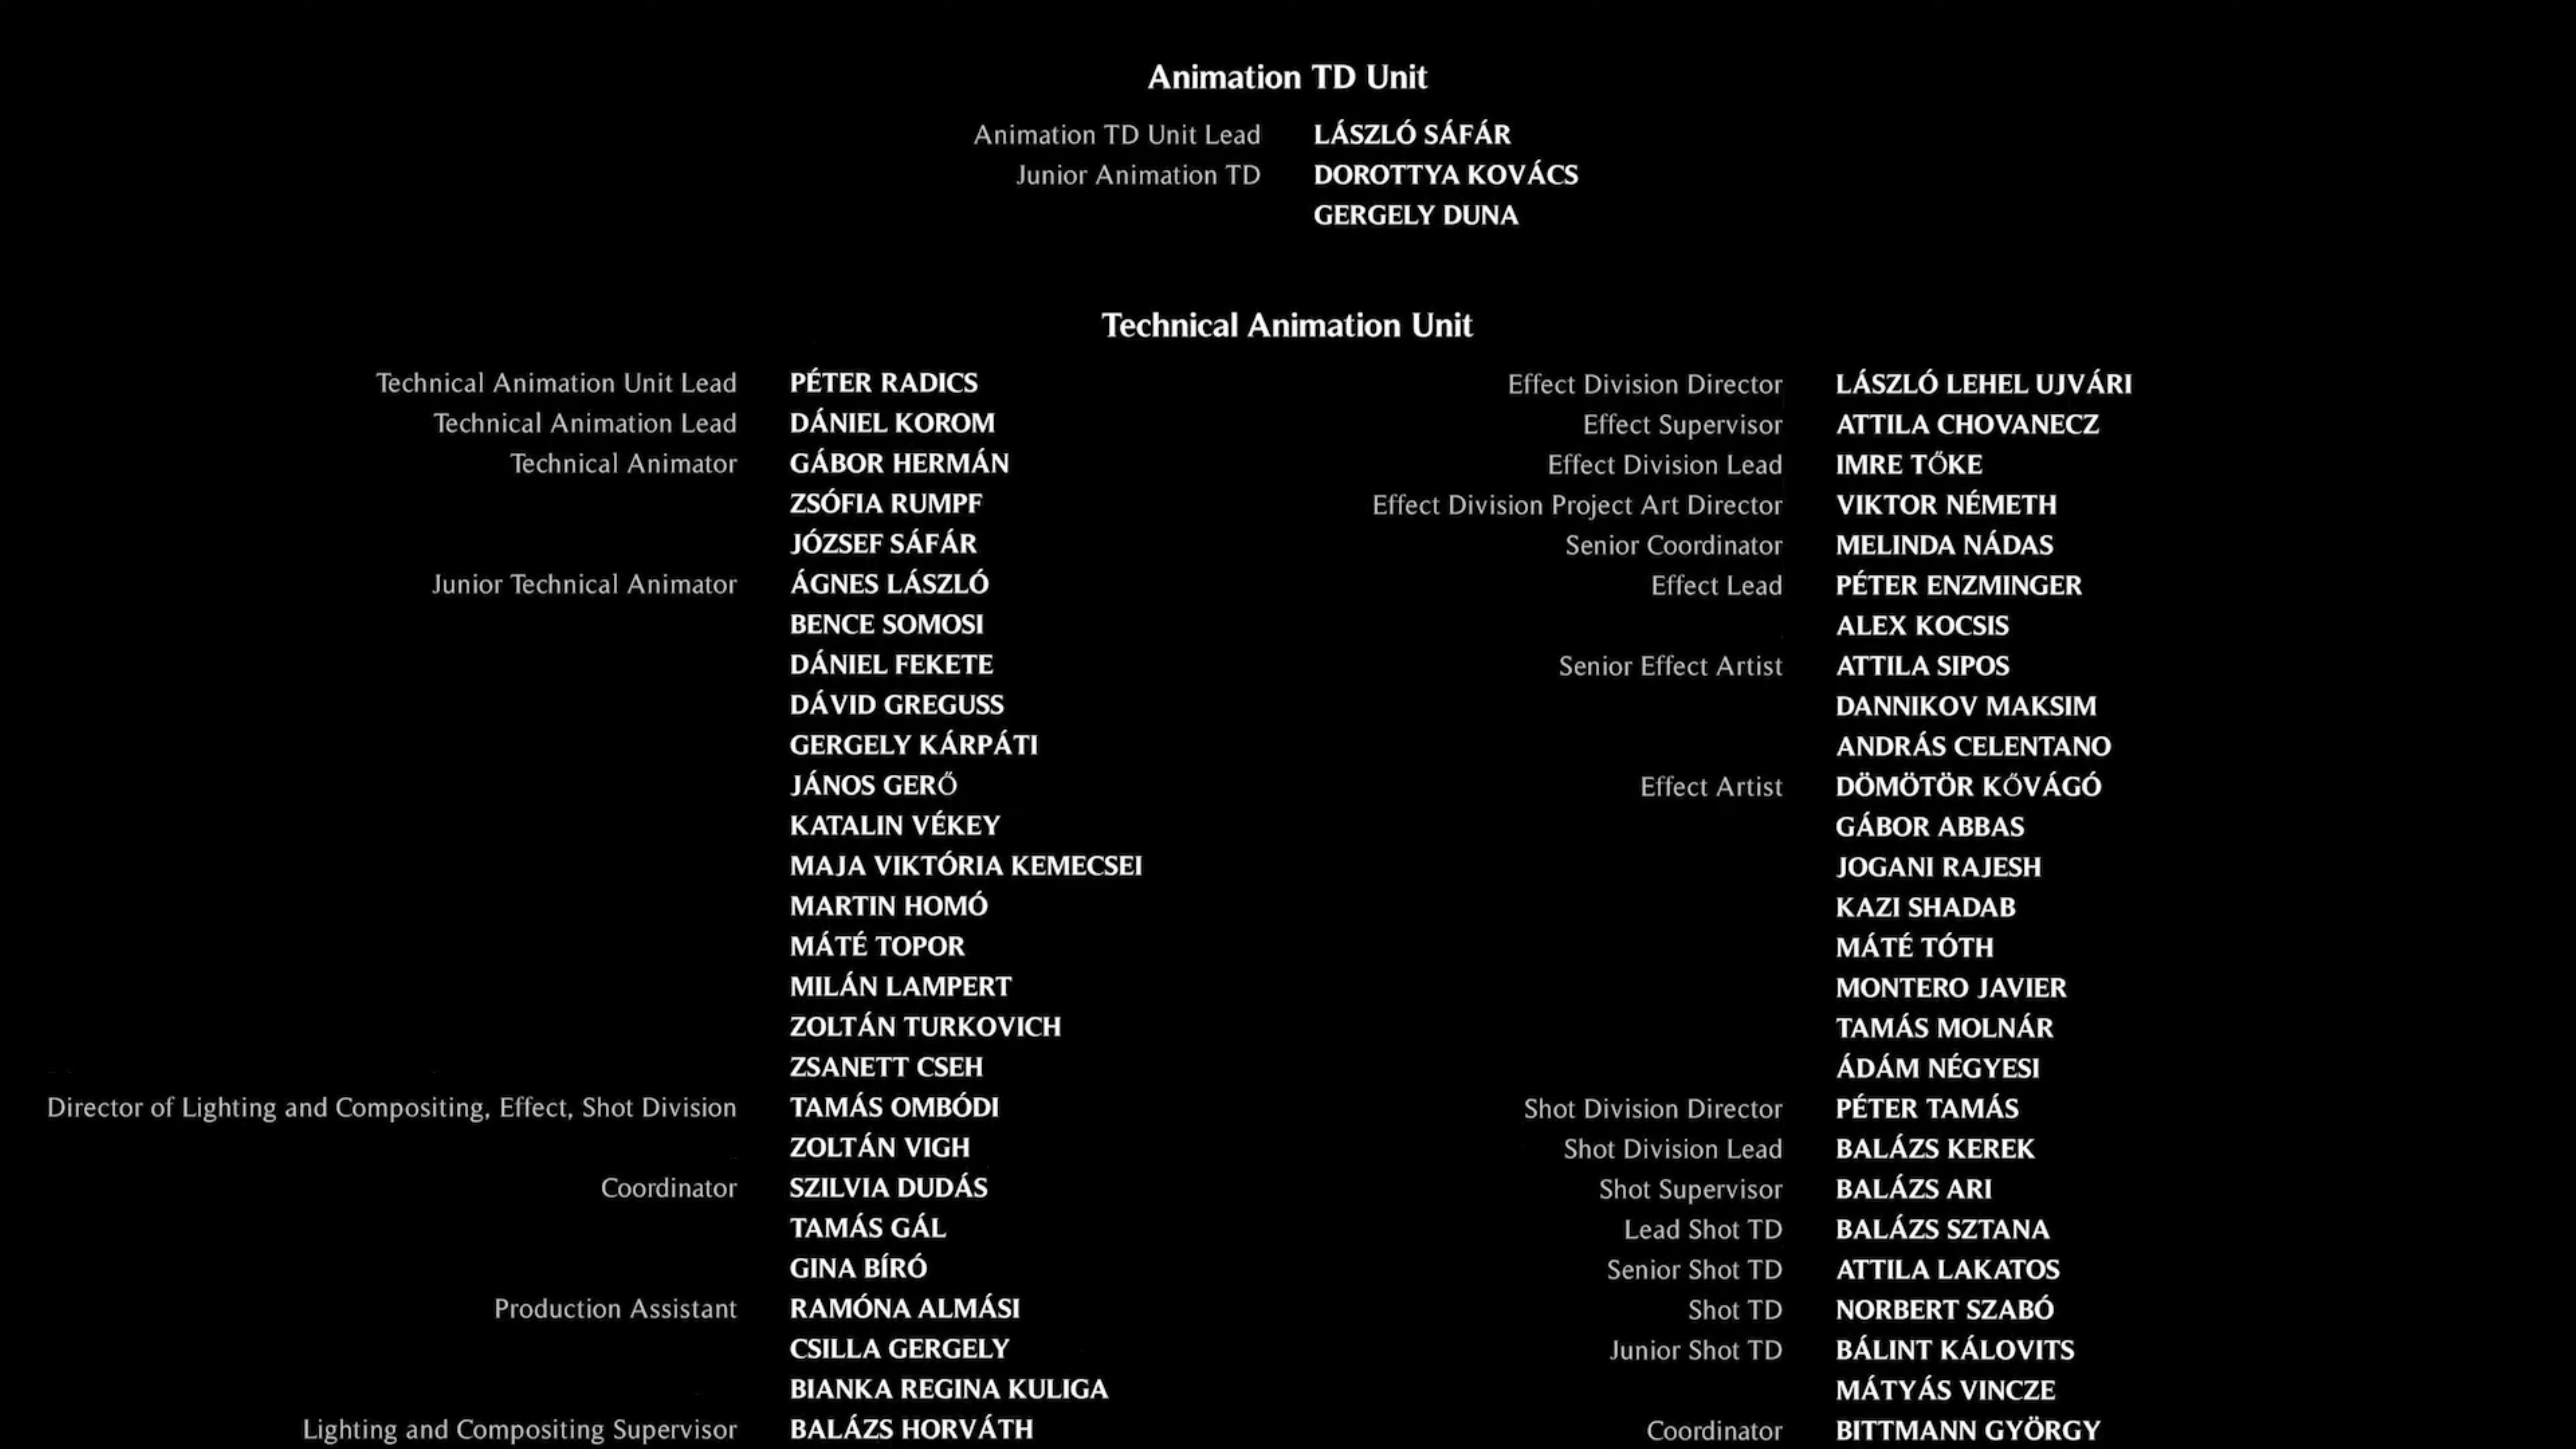 Animation TD Unit
Animation TD Unit Lead LÁSZLÓ SÁFÁR
Junior Animation TD DOROTTYA KOVÁCS
GERGELY DUNA
Technical Animation Unit
Technical Animation Unit Lead PÉTER RADICS
Technical Animation Lead DÁNIEL KOROM
Technical Animator GÁBOR HERMÁN
ZSÓFIA RUMPF
JÓZSEF SÁFÁR
Junior Technical Animator ÁGNES LÁSZLÓ
BENCE SOMOSI
DÁNIEL FEKETE
DÁVID GREGUSS
GERGELY KÁRPÁTI
JÁNOS GERŐ
KATALIN VÉKEY
MAJA VIKTÓRIA KEMECSEI
MARTIN HOMÓ
MÁTÉ TOPOR
MILÁN LAMPERT
ZOLTÁN TURKOVICH
ZSANETT CSEH
Director of Lighting and Compositing, Effect, Shot Division TAMÁS OMBÓDI
ZOLTÁN VIGH
Coordinator SZILVIA DUDÁS
TAMÁS GÁL
GINA BÍRÓ
Production Assistant RAMÓNA ALMÁSI
CSILLA GERGELY
BIANKA REGINA KULIGA
Lighting and Compositing Supervisor BALÁZS HORVÁTH
Effect Division Director LÁSZLÓ LEHEL UJVÁRI
Effect Supervisor ATTILA CHOVANECZ
Effect Division Lead IMRE TŐKE
Effect Division Project Art Director VIKTOR NÉMETH
Senior Coordinator MELINDA NÁDAS
Effect Lead PÉTER ENZMINGER
ALEX KOCSIS
Senior Effect Artist ATTILA SIPOS
DANNIKOV MAKSIM
ANDRÁS CELENTANO
Effect Artist DÖMÖTÖR KŐVÁGÓ
GÁBOR ABBAS
JOGANI RAJESH
KAZI SHADAB
MÁTÉ TÓTH
MONTERO JAVIER
TAMÁS MOLNÁR
ÁDÁM NÉGYESI
Shot Division Director PÉTER TAMÁS
Shot Division Lead BALÁZS KEREK
Shot Supervisor BALÁZS ARI
Lead Shot TD BALÁZS SZTANA
Senior Shot TD ATTILA LAKATOS
Shot TD NORBERT SZABÓ
Junior Shot TD BÁLINT KÁLOVITS
MÁTYÁS VINCZE
Coordinator BITTMANN GYÖRGY